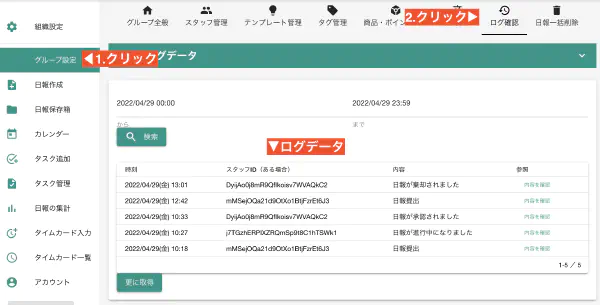 組織設定
グループ設定
日報作成
日報保存箱
カレンダー
タスク追加
タスク管理
日報の集計
タイムカード入力
タイムカード一覧
アカウント
◀1.クリック
グループ全般
スタッフ管理
テンプレート管理
タグ管理
商品・ポイン
2.クリック▶
ログ確認
日報一括削除
グデータ
2022/04/29 00:00
2022/04/29 23:59
から
まで
検索
▼ログデータ
時刻 スタッフID（ある場合） 内容 参照
2022/04/29(金) 13:01 DyijAo0j8mR9Qflkoisv7WVAQkC2 日報が棄却されました 内容を確認
2022/04/29(金) 12:42 mMSejOQa21d9OtXo1BtjFzrEt6J3 日報提出 内容を確認
2022/04/29(金) 10:33 DyijAo0j8mR9Qflkoisv7WVAQkC2 日報が承認されました 内容を確認
2022/04/29(金) 10:27 j7TGzhERPIXZRQmSp9t8C1hTSWk1 日報が進行中になりました 内容を確認
2022/04/29(金) 10:18 mMSejOQa21d9OtXo1BtjFzrEt6J3 日報提出 内容を確認
1-5 / 5
更に取得